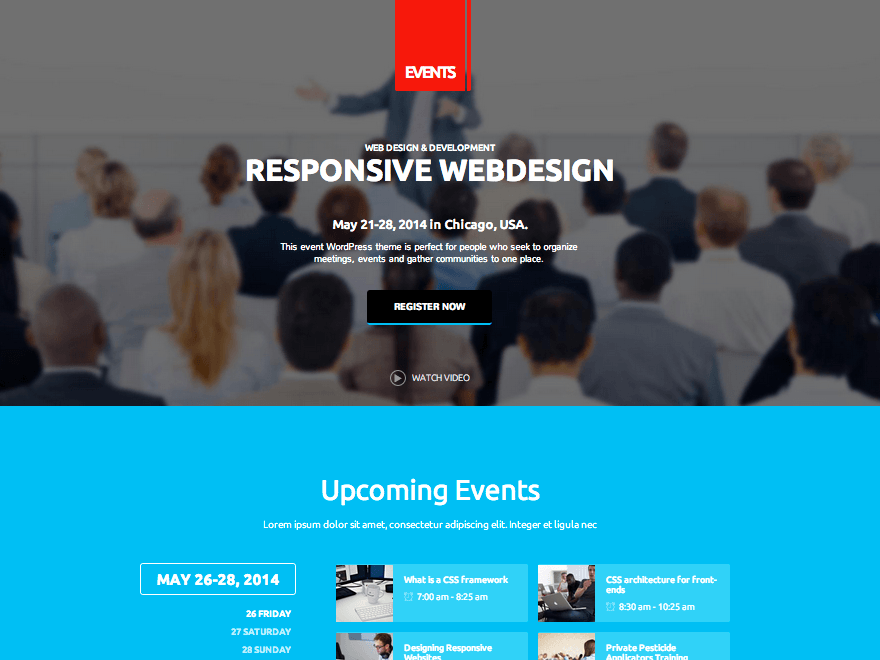 EVENTS
WEB DESIGN & DEVELOPMENT
RESPONSIVE WEBDESIGN
May 21-28, 2014 in Chicago, USA.
This event WordPress theme is perfect for people who seek to organize
meetings, events and gather communities to one place.
REGISTER NOW
WATCH VIDEO
Upcoming Events
Lorem ipsum dolor sit amet, consectetur adipiscing elit. Integer et ligula nec
MAY 26-28, 2014
26 FRIDAY
27 SATURDAY
28 SUNDAY
What is a CSS framework
7:00 am - 8:25 am
CSS architecture for front-
ends
8:30 am - 10:25 am
Designing Responsive
Websites
Private Pesticide
Applicators Training